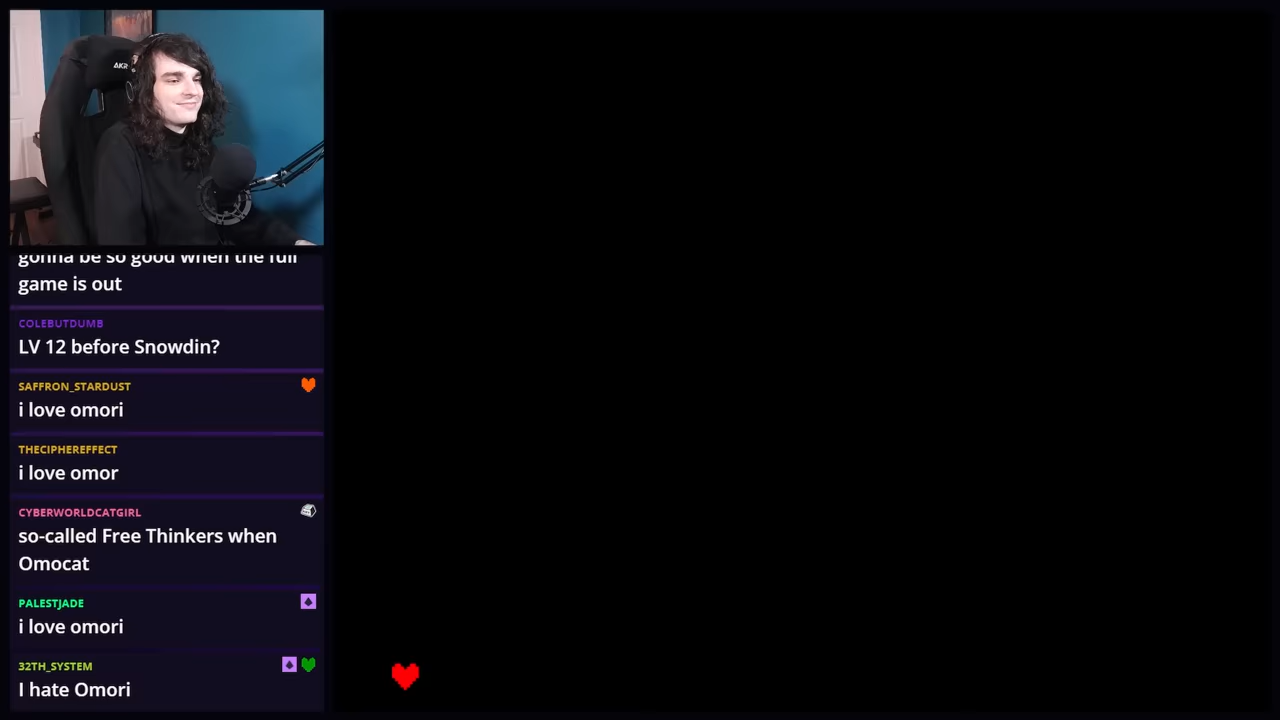 AKR
gonna be so good when the full
game is out
COLEBUTDUMB
LV 12 before Snowdin?
SAFFRON_STARDUST
i love omori
THECIPHEREFFECT
i love omor
CYBERWORLDCATGIRL
so-called Free Thinkers when
Omocat
PALESTJADE
i love omori
32TH_SYSTEM
I hate Omori